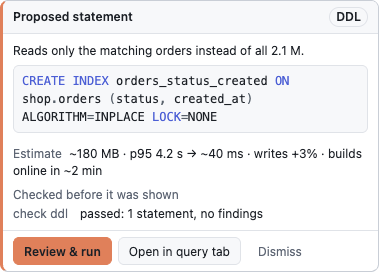 Proposed statement DDL
Reads only the matching orders instead of all 2.1 M.
CREATE INDEX orders_status_created ON
shop.orders (status, created_at)
ALGORITHM=INPLACE LOCK=NONE
Estimate ~180 MB · p95 4.2 s → ~40 ms · writes +3% · builds
online in ~2 min
Checked before it was shown
check ddl passed: 1 statement, no findings
Review & run Open in query tab Dismiss